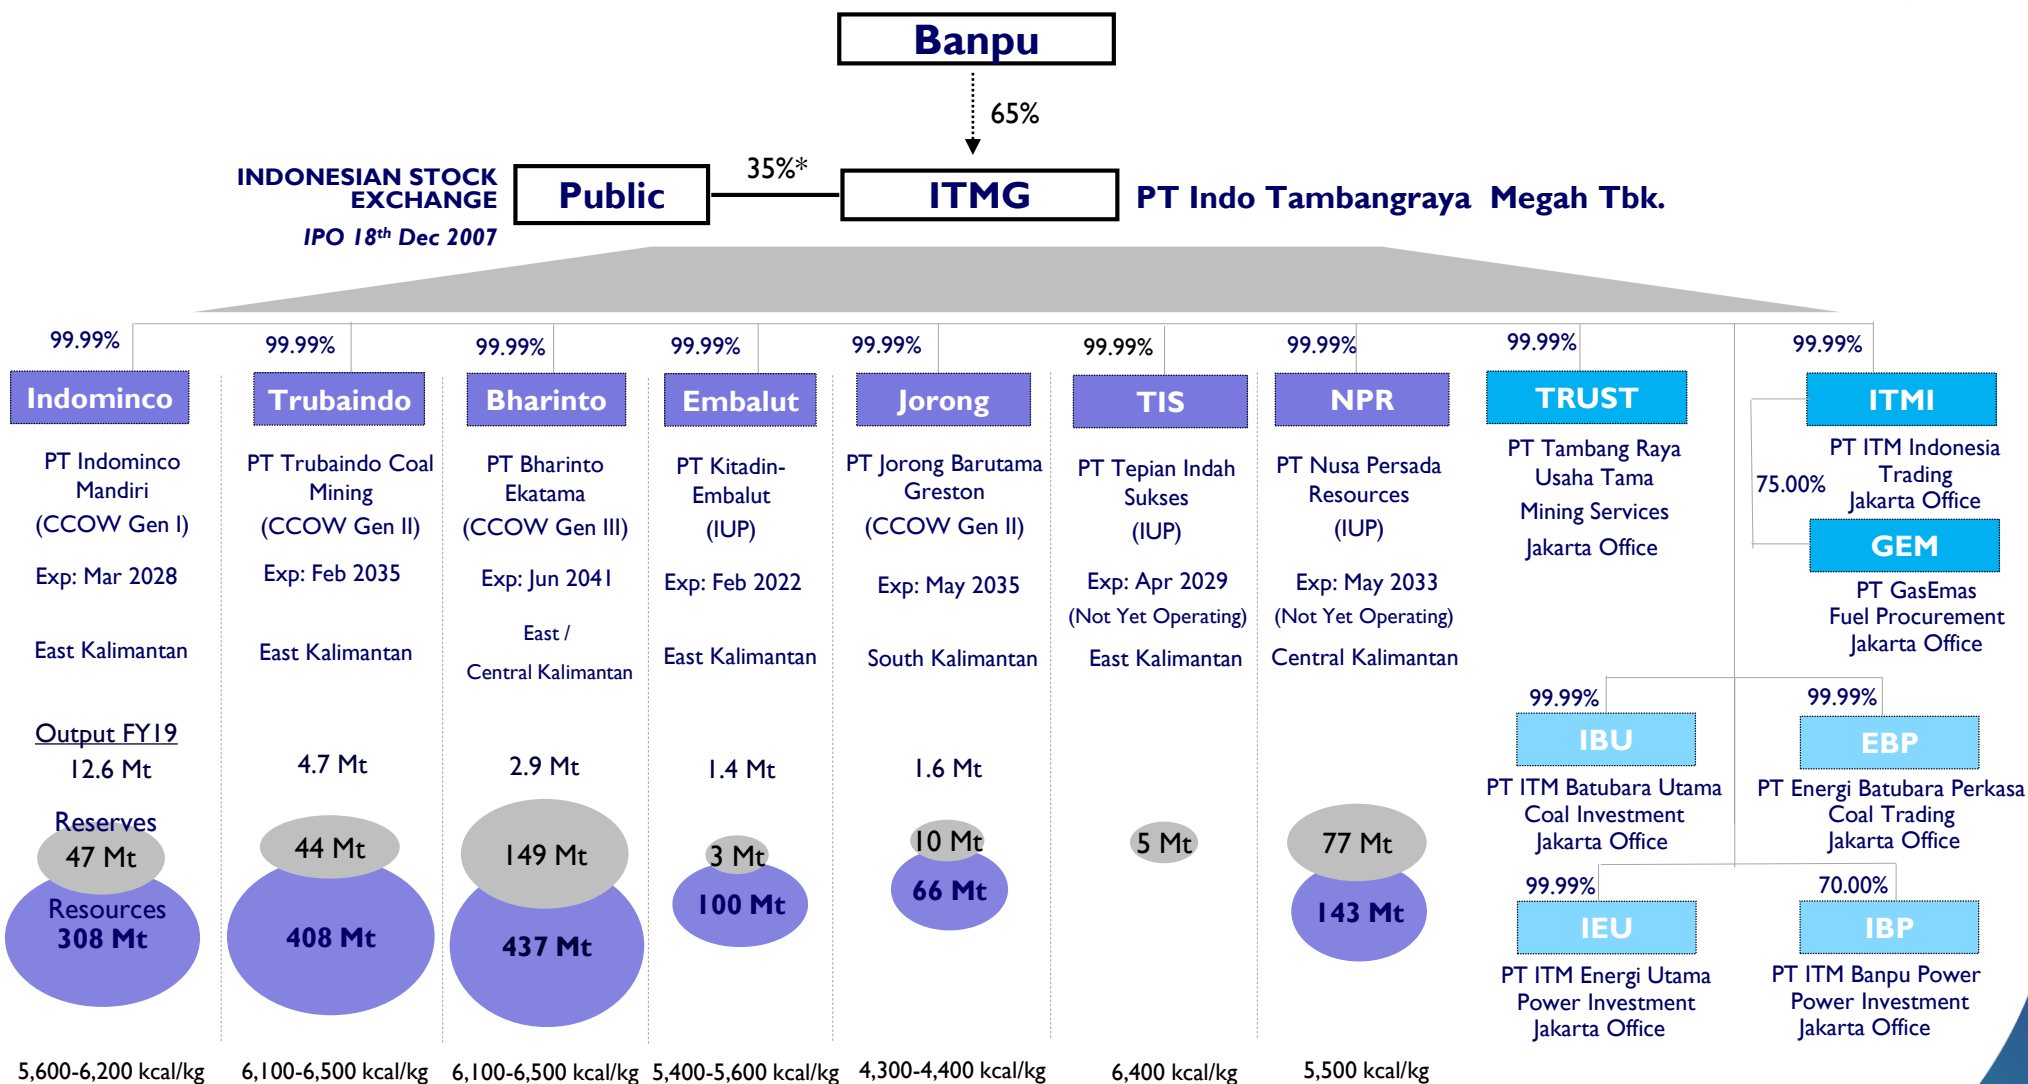 Banpu
65%
INDONESIAN STOCK
EXCHANGE
IPO 18th Dec 2007
Public
35%*
ITMG
PT Indo Tambangraya Megah Tbk.
99.99%
Indominco
PT Indominco
Mandiri
(CCOW Gen I)
Exp: Mar 2028
East Kalimantan
Output FY19
12.6 Mt
Reserves
47 Mt
Resources
308 Mt
5,600-6,200 kcal/kg
99.99%
Trubaindo
PT Trubaindo Coal
Mining
(CCOW Gen II)
Exp: Feb 2035
East Kalimantan
4.7 Mt
44 Mt
408 Mt
6,100-6,500 kcal/kg
99.99%
Bharinto
PT Bharinto
Ekatama
(CCOW Gen III)
Exp: Jun 2041
East /
Central Kalimantan
2.9 Mt
149 Mt
437 Mt
6,100-6,500 kcal/kg
99.99%
Embalut
PT Kitadin-
Embalut
(IUP)
Exp: Feb 2022
East Kalimantan
1.4 Mt
3 Mt
100 Mt
5,400-5,600 kcal/kg
99.99%
Jorong
PT Jorong Barutama
Greston
(CCOW Gen II)
Exp: May 2035
South Kalimantan
1.6 Mt
10 Mt
66 Mt
4,300-4,400 kcal/kg
99.99%
TIS
PT Tepian Indah
Sukses
(IUP)
Exp: Apr 2029
(Not Yet Operating)
East Kalimantan
5 Mt
6,400 kcal/kg
99.99%
NPR
PT Nusa Persada
Resources
(IUP)
Exp: May 2033
(Not Yet Operating)
Central Kalimantan
77 Mt
143 Mt
5,500 kcal/kg
99.99%
TRUST
PT Tambang Raya
Usaha Tama
Mining Services
Jakarta Office
99.99%
ITMI
PT ITM Indonesia
Trading
Jakarta Office
75.00%
GEM
PT GasEmas
Fuel Procurement
Jakarta Office
99.99%
IBU
PT ITM Batubara Utama
Coal Investment
Jakarta Office
99.99%
EBP
PT Energi Batubara Perkasa
Coal Trading
Jakarta Office
99.99%
IEU
PT ITM Energi Utama
Power Investment
Jakarta Office
70.00%
IBP
PT ITM Banpu Power
Power Investment
Jakarta Office